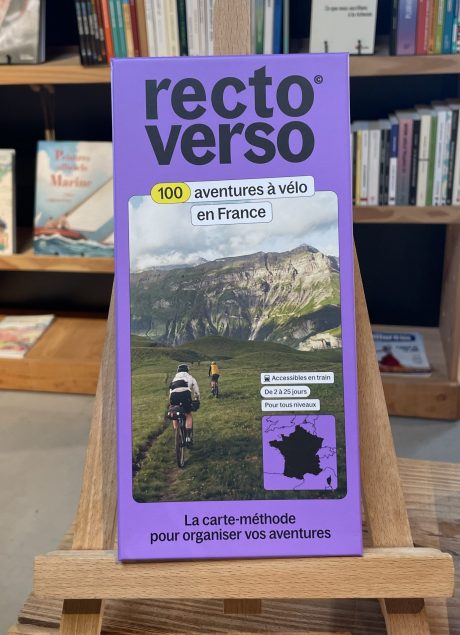 recto©
verso
100 aventures à vélo
en France
Accessibles en train
De 2 à 25 jours
Pour tous niveaux
La carte-méthode
pour organiser vos aventures
Marine